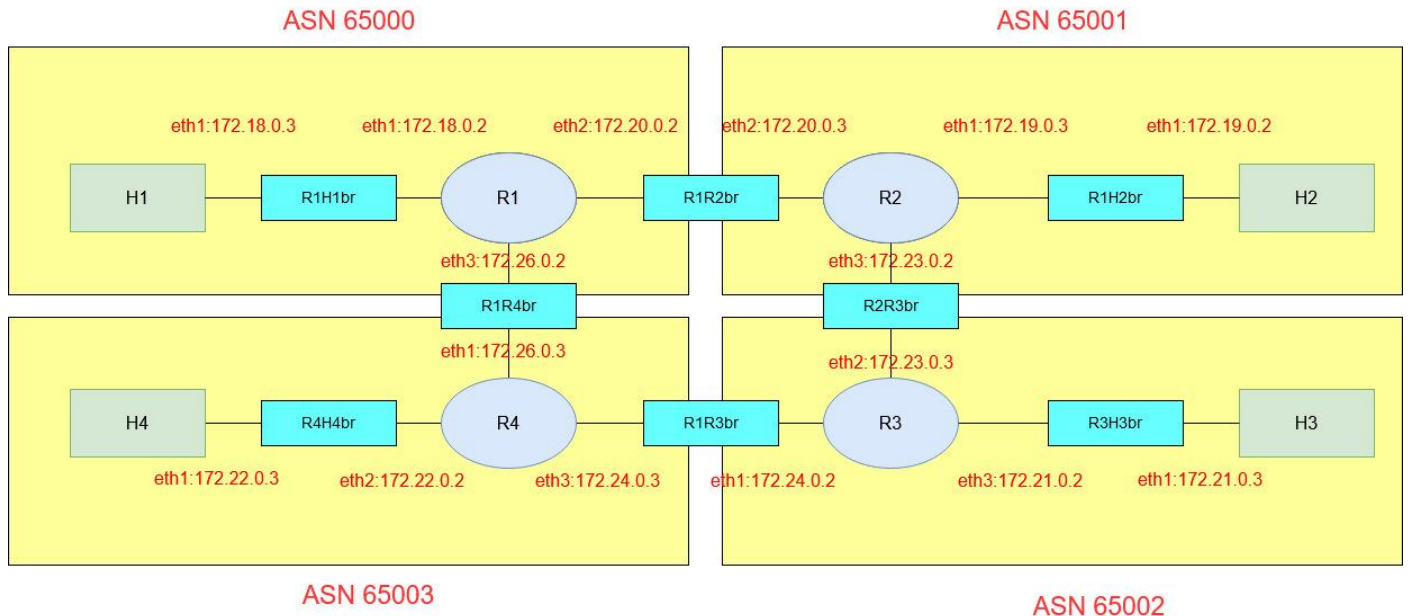 ASN 65000
ASN 65001
eth1:172.18.0.3
eth1:172.18.0.2
eth2:172.20.0.2
eth2:172.20.0.3
eth1:172.19.0.3
eth1:172.19.0.2
H1
R1H1br
R1
R1R2br
R2
R1H2br
H2
eth3:172.26.0.2
eth3:172.23.0.2
R1R4br
R2R3br
eth1:172.26.0.3
eth2:172.23.0.3
H4
R4H4br
R4
R1R3br
R3
R3H3br
H3
eth1:172.22.0.3
eth2:172.22.0.2
eth3:172.24.0.3
eth1:172.24.0.2
eth3:172.21.0.2
eth1:172.21.0.3
ASN 65003
ASN 65002